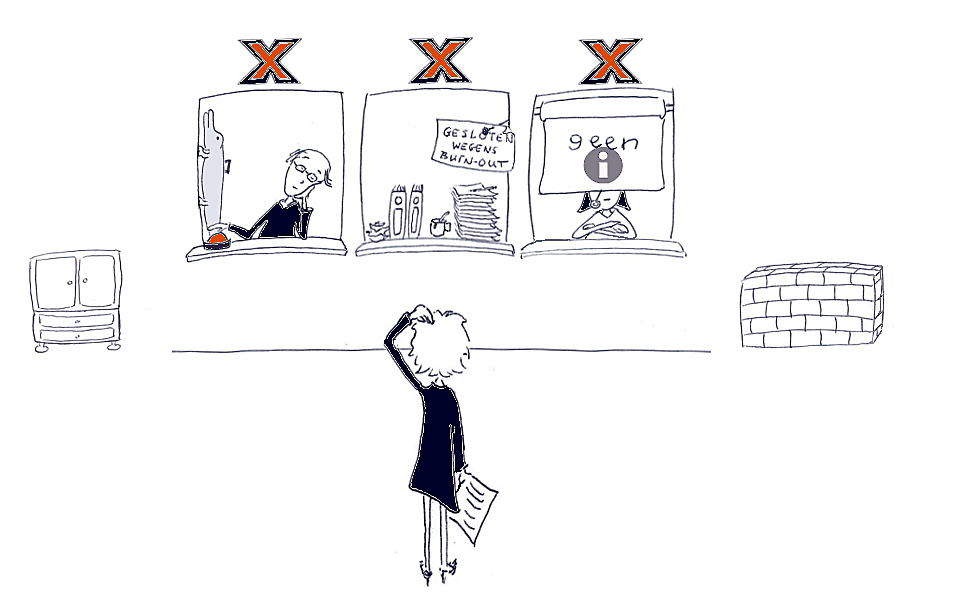 X
X
X
GESLOTEN
WEGENS
BURN-OUT
geen
i